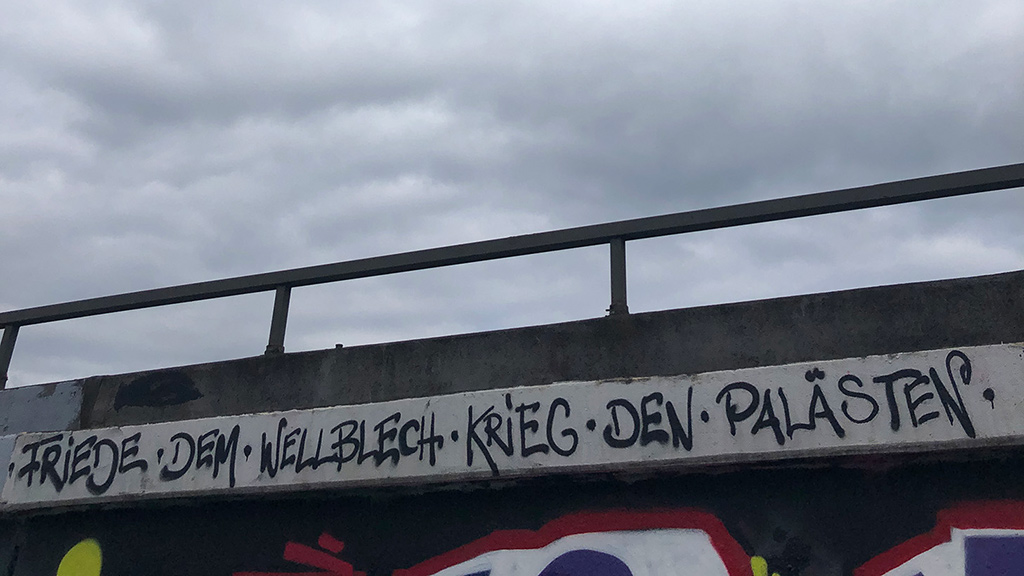 · FRiEDE · DEM · WELLBLECH · KRiEG · DEN · PALÄSTEN ·